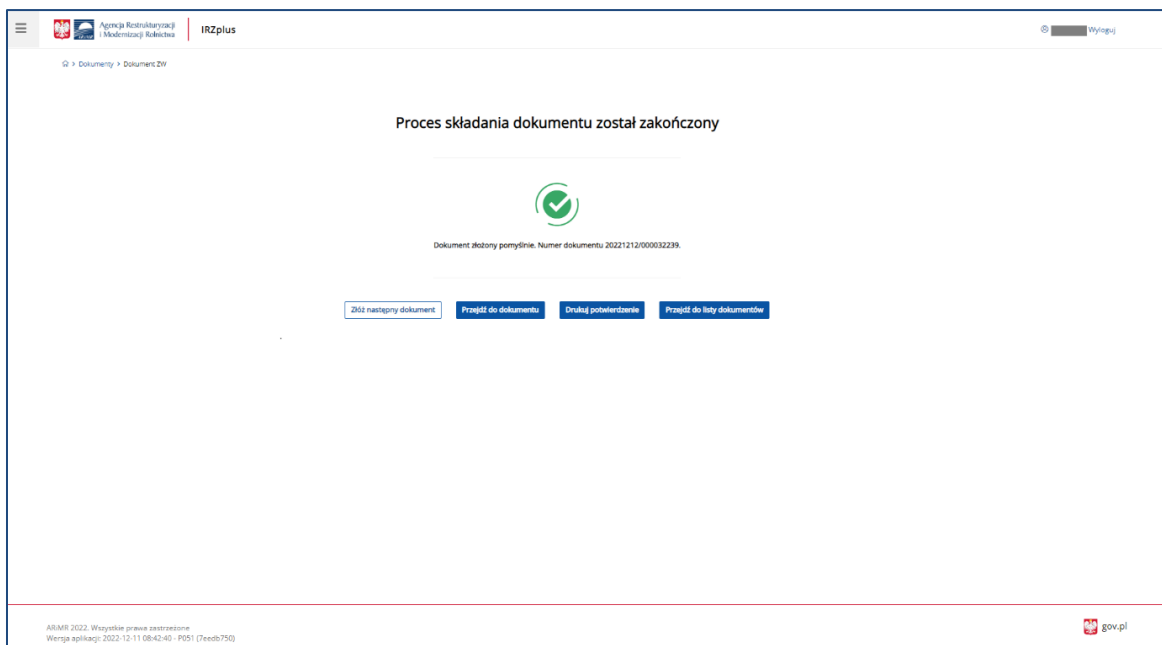 Agencja Restrukturyzacji
i Modernizacji Rolnictwa
IRZplus
Wyloguj
> Dokumenty > Dokument ZW
Proces składania dokumentu został zakończony
Dokument złożony pomyślnie. Numer dokumentu 20221212/000032239.
Złóż następny dokument Przejdź do dokumentu Drukuj potwierdzenie Przejdź do listy dokumentów
ARiMR 2022. Wszystkie prawa zastrzeżone
Wersja aplikacji: 2022-12-11 08:42:40 - P051 (7eedb750)
gov.pl